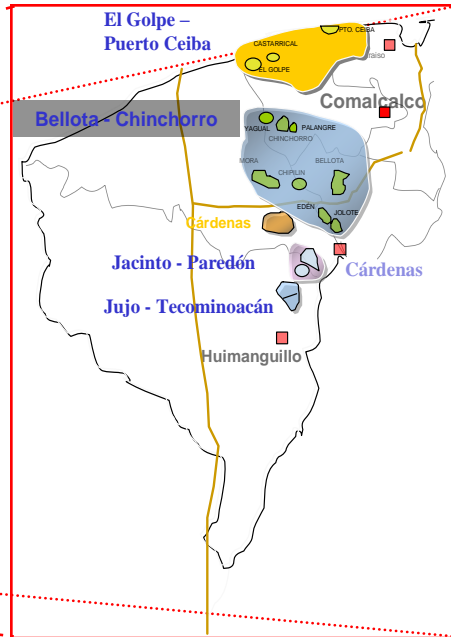 El Golpe –
Puerto Ceiba
PTO. CEIBA
CASTARRICAL
EL GOLPE
Comalcalco
Bellota - Chinchorro
YAGUAL
PALANGRE
CHINCHORRO
MORA
BELLOTA
CHIPILIN
EDÉN
JOLOTE
Cárdenas
Jacinto - Paredón
Cárdenas
Jujo - Tecominoacán
Huimanguillo